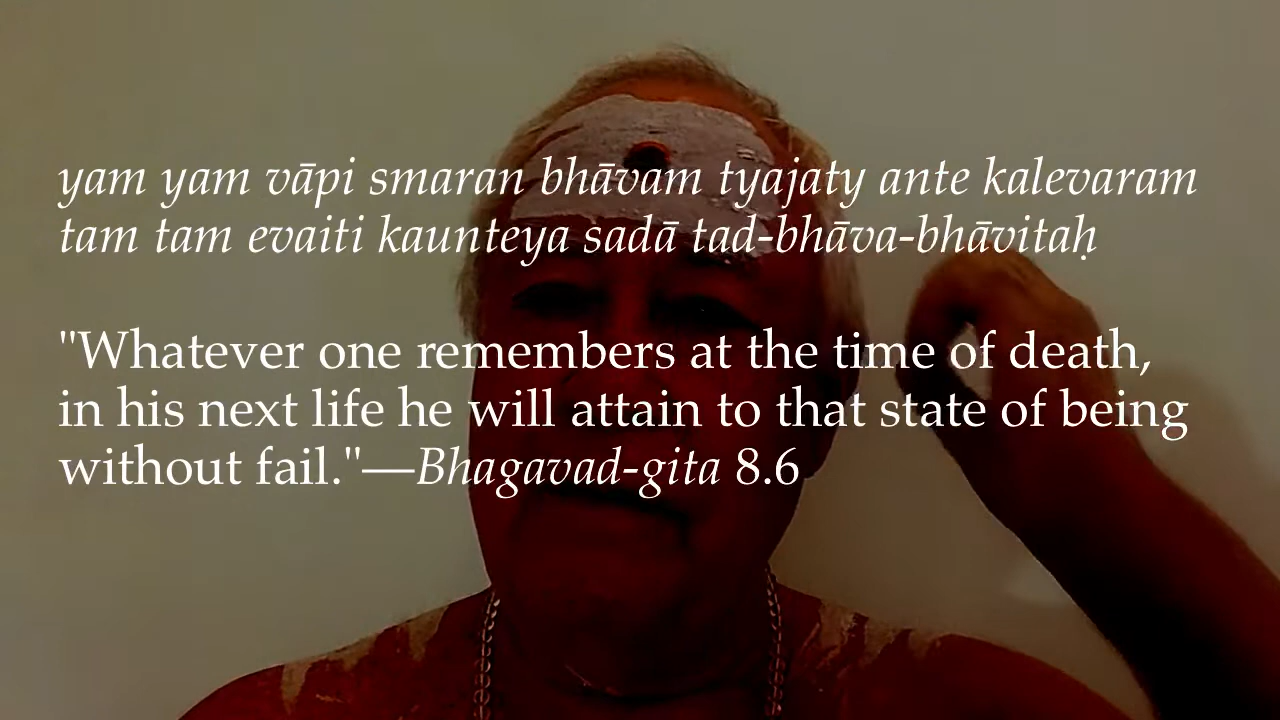 yam yam vāpi smaran bhāvam tyajaty ante kalevaram
tam tam evaiti kaunteya sadā tad-bhāva-bhāvitaḥ
"Whatever one remembers at the time of death,
in his next life he will attain to that state of being
without fail."—Bhagavad-gita 8.6